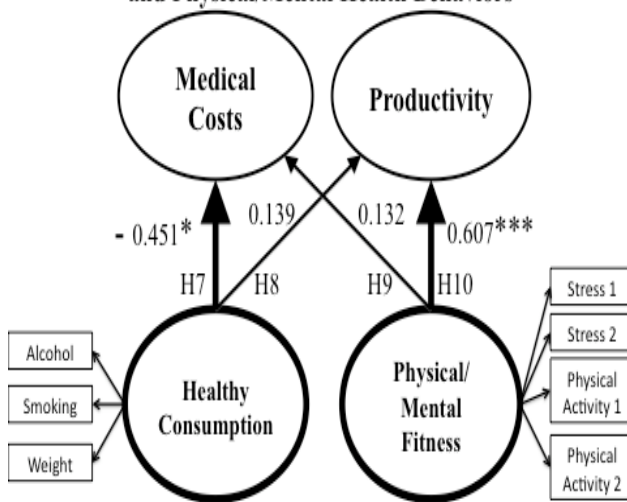 and Physical/Mental Health Behaviors
Medical
Costs
Productivity
- 0.451*
0.139
0.132
0.607***
H7
H8
H9
H10
Alcohol
Smoking
Weight
Healthy
Consumption
Physical/
Mental
Fitness
Stress 1
Stress 2
Physical
Activity 1
Physical
Activity 2